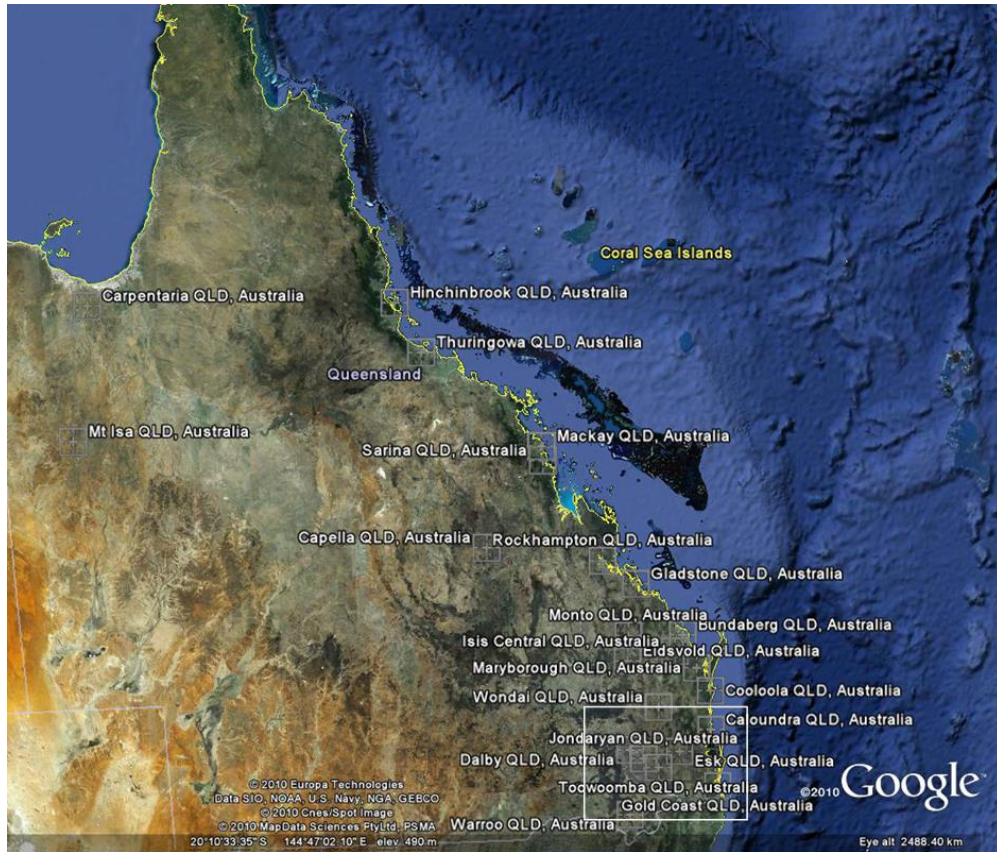 Coral Sea Islands
Carpentaria QLD, Australia
Hinchinbrook QLD, Australia
Thuringowa QLD, Australia
Queensland
Mt Isa QLD, Australia
Mackay QLD, Australia
Sarina QLD, Australia
Capella QLD, Australia
Rockhampton QLD, Australia
Gladstone QLD, Australia
Monto QLD, Australia
Bundaberg QLD, Australia
Isis Central QLD, Australia
Eidsvold QLD, Australia
Maryborough QLD, Australia
Cooloola QLD, Australia
Wondai QLD, Australia
Caloundra QLD, Australia
Jondaryan QLD, Australia
Dalby QLD, Australia
Esk QLD, Australia
Toowoomba QLD, Australia
Gold Coast QLD, Australia
Warroo QLD, Australia
© 2010 Europa Technologies
Data SIO, NOAA, U.S. Navy, NGA, GEBCO
© 2010 Cnes/Spot Image
© 2010 MapData Sciences PtyLtd, PSMA
©2010 Google™
20°10'33.35" S 144°47'02.10" E elev 490 m
Eye alt 2488.40 km